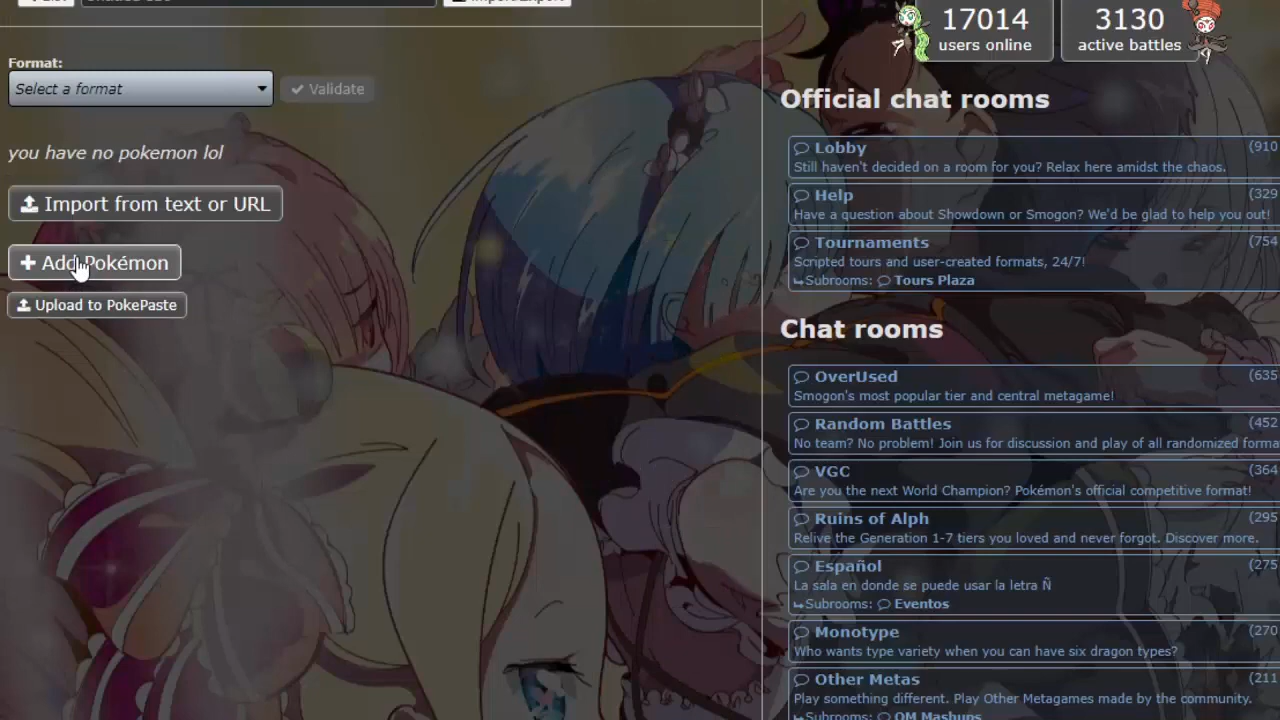 17014
users online
3130
active battles
Format:
Select a format
Validate
you have no pokemon lol
Import from text or URL
Add Pokémon
Upload to PokePaste
Official chat rooms
Lobby (910
Still haven't decided on a room for you? Relax here amidst the chaos.
Help (329
Have a question about Showdown or Smogon? We'd be glad to help you out!
Tournaments (754
Scripted tours and user-created formats, 24/7!
Subrooms: Tours Plaza
Chat rooms
OverUsed (635
Smogon's most popular tier and central metagame!
Random Battles (452
No team? No problem! Join us for discussion and play of all randomized forma
VGC (364
Are you the next World Champion? Pokémon's official competitive format!
Ruins of Alph (295
Relive the Generation 1-7 tiers you loved and never forgot. Discover more.
Español (275
La sala en donde se puede usar la letra Ñ
Subrooms: Eventos
Monotype (270
Who wants type variety when you can have six dragon types?
Other Metas (211
Play something different. Play Other Metagames made by the community.
Subrooms: OM Mashups